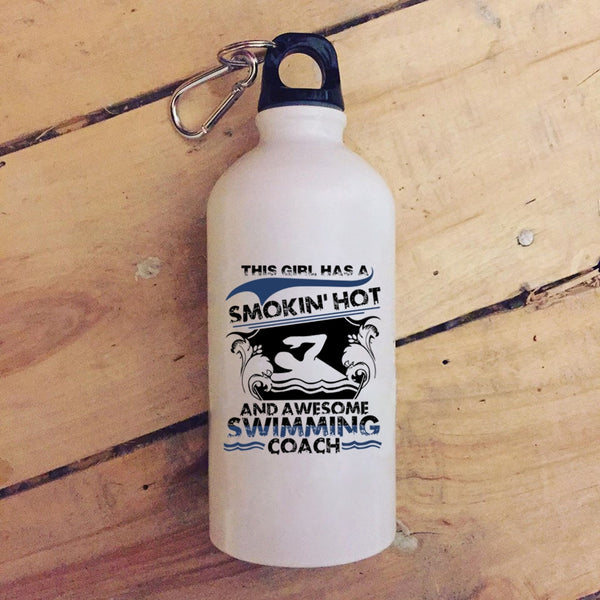 THIS GIRL HAS A
SMOKIN' HOT
AND AWESOME
SWIMMING
COACH